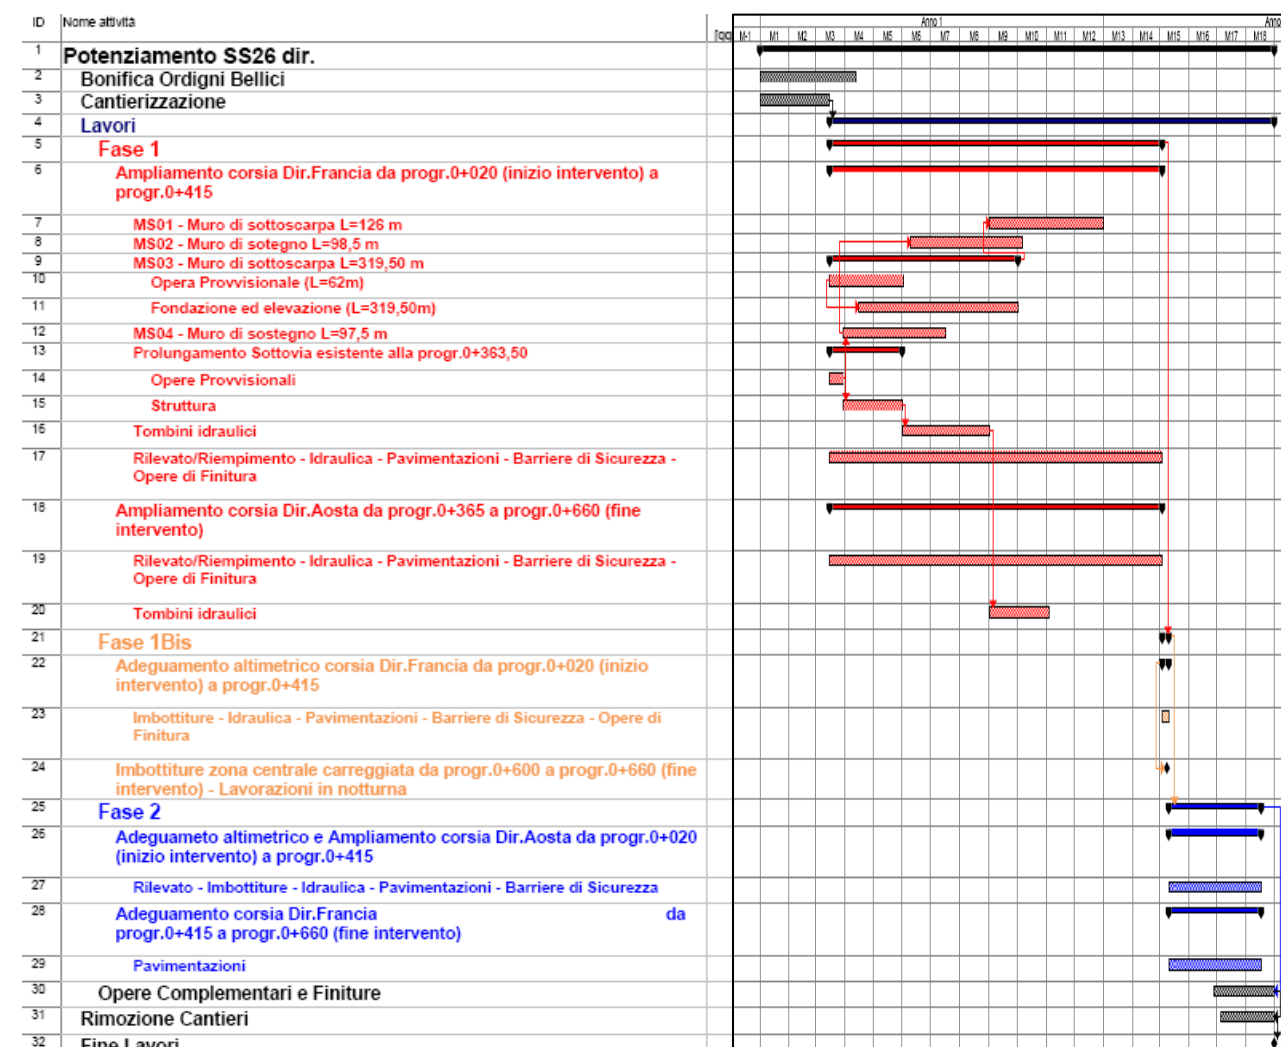 ID Nome attività
Anno 1
M-1 M1 M2 M3 M4 M5 M6 M7 M8 M9 M10 M11 M12 M13 M14 M15 M16 M17 M18
1 Potenziamento SS26 dir.
2 Bonifica Ordigni Bellici
3 Cantierizzazione
4 Lavori
5 Fase 1
6 Ampliamento corsia Dir.Francia da progr.0+020 (inizio intervento) a
progr.0+415
7 MS01 - Muro di sottoscarpa L=126 m
8 MS02 - Muro di sotegno L=98,5 m
9 MS03 - Muro di sottoscarpa L=319,50 m
10 Opera Provvisionale (L=62m)
11 Fondazione ed elevazione (L=319,50m)
12 MS04 - Muro di sostegno L=97,5 m
13 Prolungamento Sottovia esistente alla progr.0+363,50
14 Opere Provvisionali
15 Struttura
16 Tombini idraulici
17 Rilevato/Riempimento - Idraulica - Pavimentazioni - Barriere di Sicurezza -
Opere di Finitura
18 Ampliamento corsia Dir.Aosta da progr.0+365 a progr.0+660 (fine
intervento)
19 Rilevato/Riempimento - Idraulica - Pavimentazioni - Barriere di Sicurezza -
Opere di Finitura
20 Tombini idraulici
21 Fase 1Bis
22 Adeguamento altimetrico corsia Dir.Francia da progr.0+020 (inizio
intervento) a progr.0+415
23 Imbottiture - Idraulica - Pavimentazioni - Barriere di Sicurezza - Opere di
Finitura
24 Imbottiture zona centrale carreggiata da progr.0+600 a progr.0+660 (fine
intervento) - Lavorazioni in notturna
25 Fase 2
26 Adeguameto altimetrico e Ampliamento corsia Dir.Aosta da progr.0+020
(inizio intervento) a progr.0+415
27 Rilevato - Imbottiture - Idraulica - Pavimentazioni - Barriere di Sicurezza
28 Adeguamento corsia Dir.Francia da
progr.0+415 a progr.0+660 (fine intervento)
29 Pavimentazioni
30 Opere Complementari e Finiture
31 Rimozione Cantieri
32 Fine Lavori